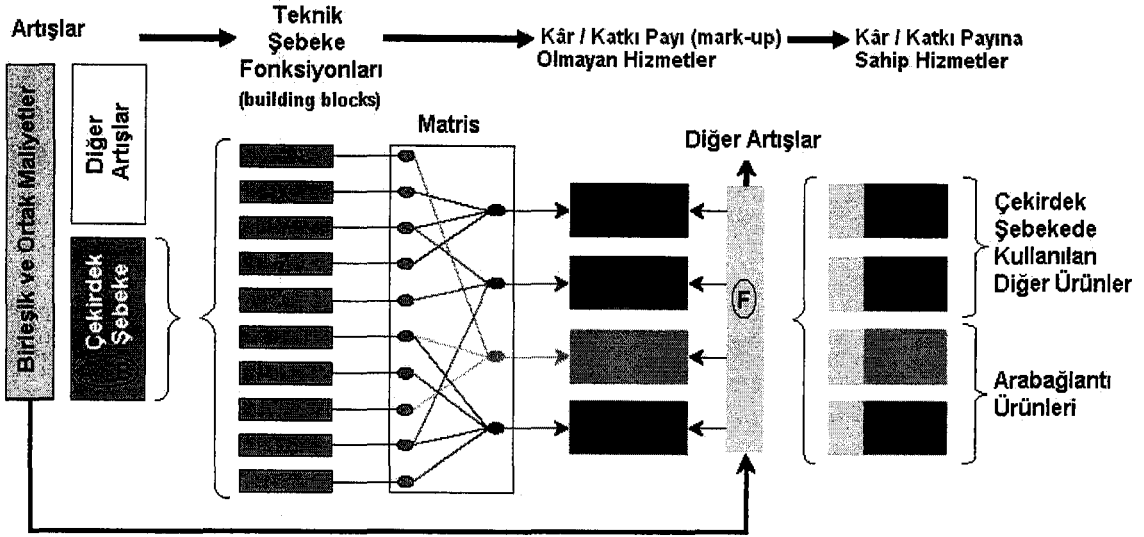 Artışlar
Teknik
Şebeke
Fonksiyonları
(building blocks)
Kâr / Katkı Payı (mark-up)
Olmayan Hizmetler
Kâr / Katkı Payına
Sahip Hizmetler
Birleşik ve Ortak Maliyetler
Diğer
Artışlar
Çekirdek
Şebeke
Matris
Diğer Artışlar
F
Çekirdek
Şebekede
Kullanılan
Diğer Ürünler
Arabağlantı
Ürünleri